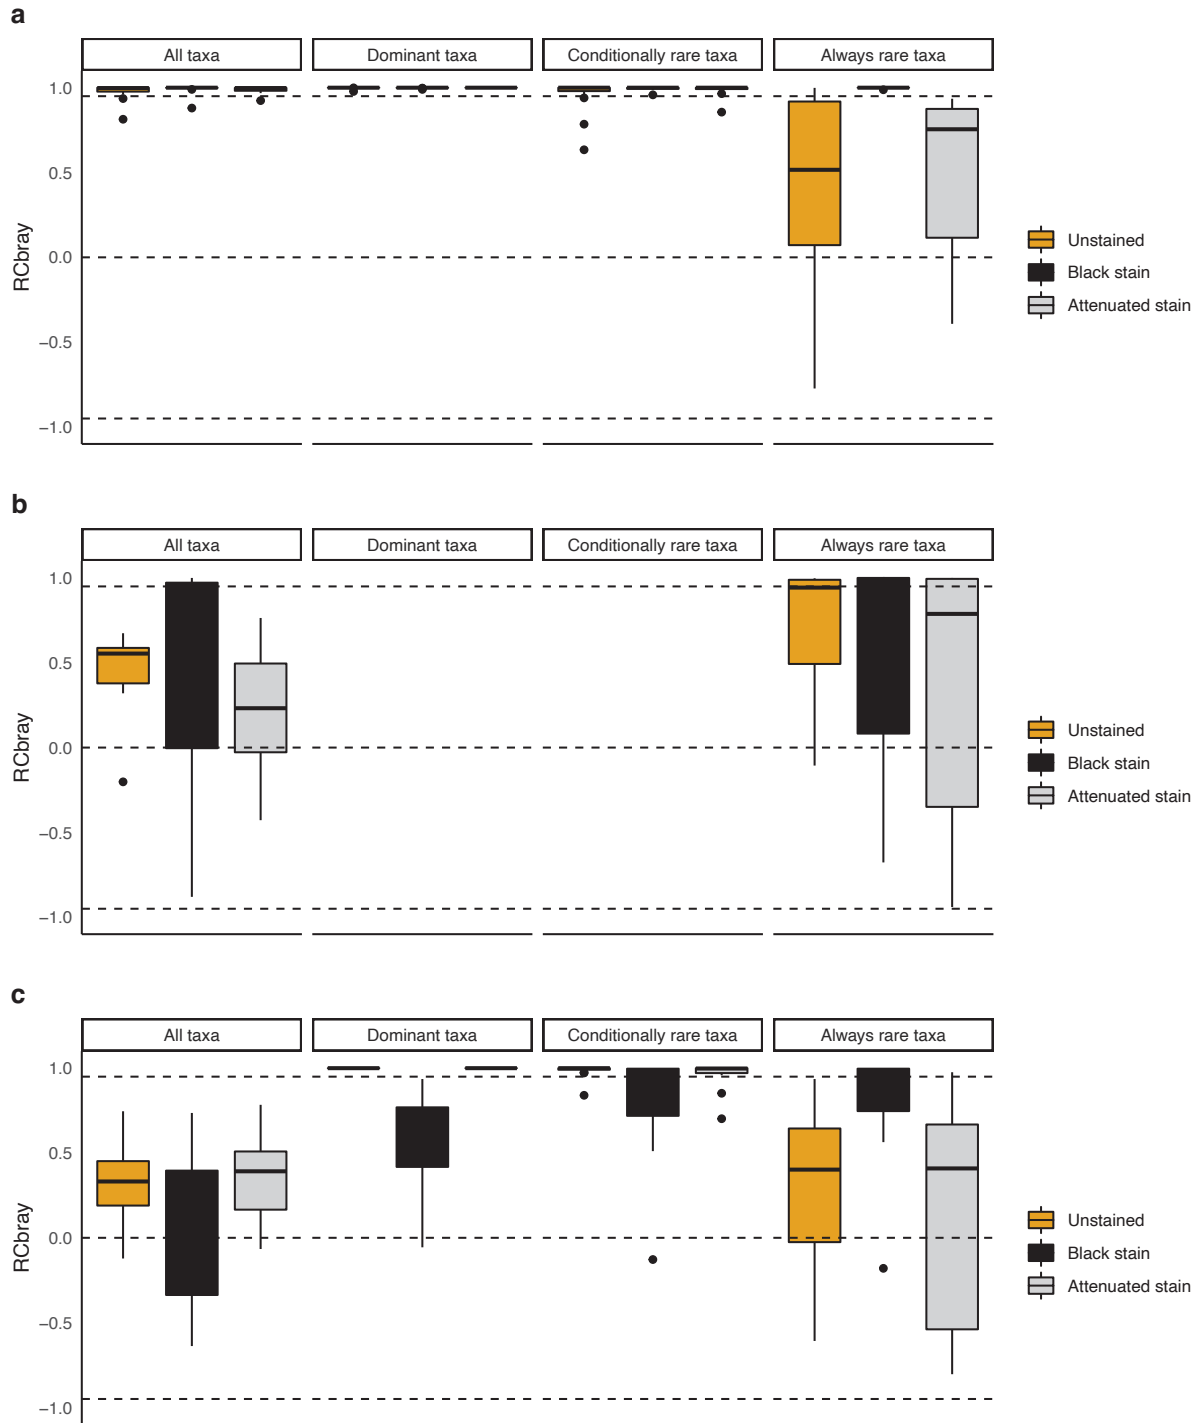 a
All taxa
Dominant taxa
Conditionally rare taxa
Always rare taxa
1.0
0.5
0.0
−0.5
−1.0
RCbray
Unstained
Black stain
Attenuated stain
b
All taxa
Dominant taxa
Conditionally rare taxa
Always rare taxa
1.0
0.5
0.0
−0.5
−1.0
RCbray
Unstained
Black stain
Attenuated stain
c
All taxa
Dominant taxa
Conditionally rare taxa
Always rare taxa
1.0
0.5
0.0
−0.5
−1.0
RCbray
Unstained
Black stain
Attenuated stain